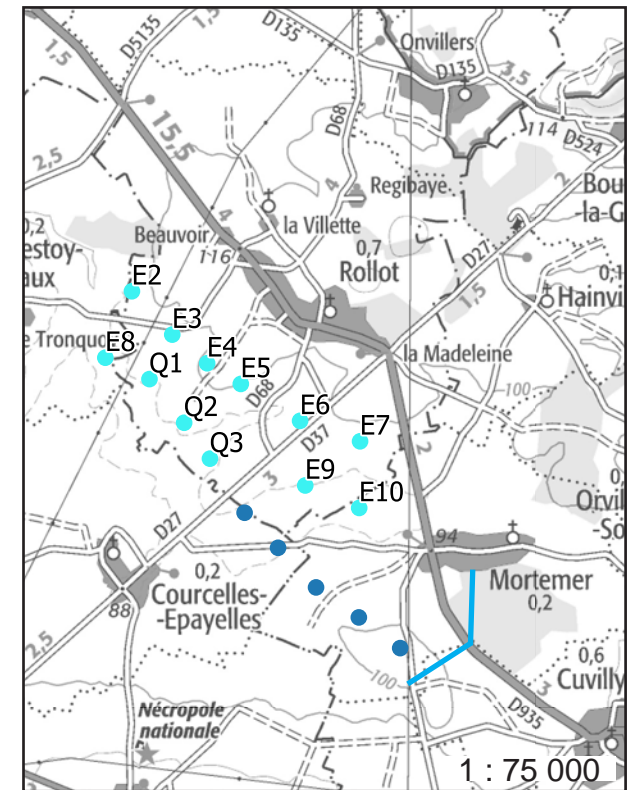 D5135
D135
Onvillers
D135
3,5
1,5
1,5
15,5
D68
114
D524
2,5
4
Regibaye
2
Bou
-la-G
la Villette
4
Beauvoir
116
0,7
Rollot
D27
0,2
estoy-
aux
1,5
0,1
Hainvi
E2
E3
e Tronquo
E8
E4
Q1
E5
la Madeleine
D68
100
Q2
E6
D37
E7
2
Q3
E9
3
E10
0,
Orvil
-So
D27
94
0,2
Courcelles-
-Epayelles
88
Mortemer
0,2
2,5
0,6
Cuvilly
100
3
D935
Nécropole
nationale
1 : 75 000